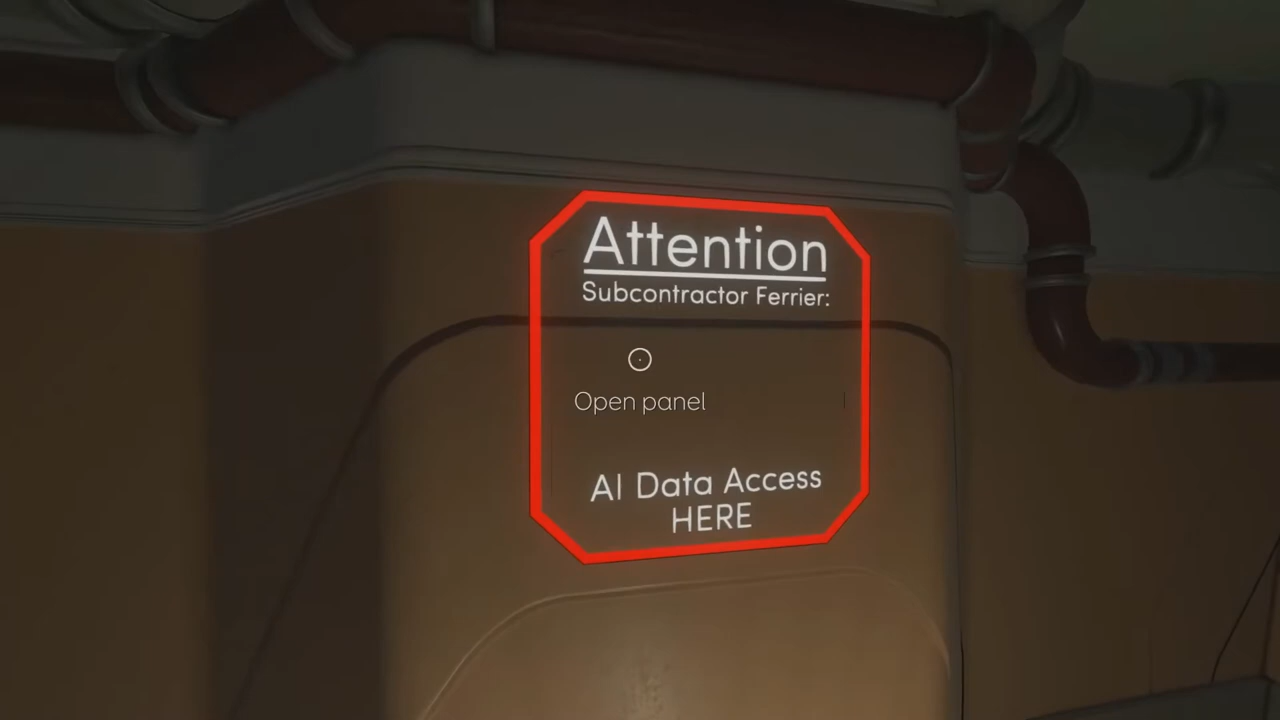 Attention
Subcontractor Ferrier:
Open panel
AI Data Access
HERE